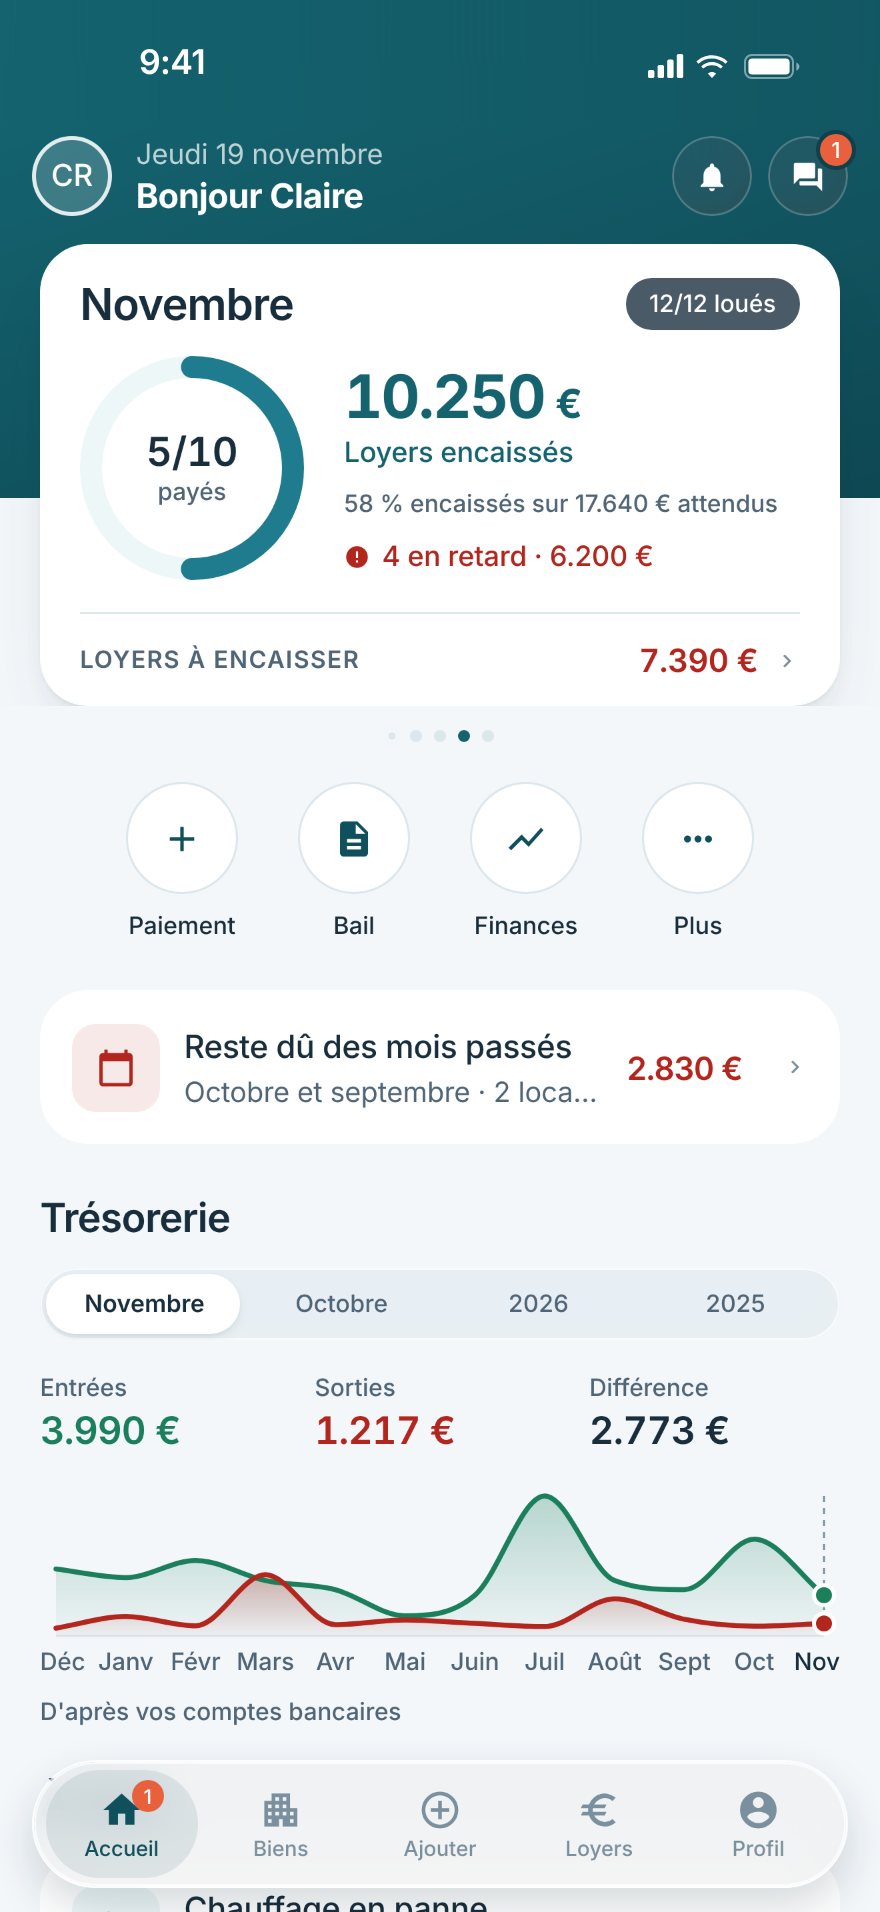 9:41
CR
Jeudi 19 novembre
Bonjour Claire
1
Novembre
12/12 loués
5/10
payés
10.250 €
Loyers encaissés
58 % encaissés sur 17.640 € attendus
4 en retard · 6.200 €
LOYERS À ENCAISSER
7.390 €
Paiement
Bail
Finances
Plus
Reste dû des mois passés
Octobre et septembre · 2 loca...
2.830 €
Trésorerie
Novembre
Octobre
2026
2025
Entrées
Sorties
Différence
3.990 €
1.217 €
2.773 €
Déc Janv Févr Mars Avr Mai Juin Juil Août Sept Oct Nov
D'après vos comptes bancaires
1
Accueil
Biens
Ajouter
Loyers
Profil
Chauffage en panne